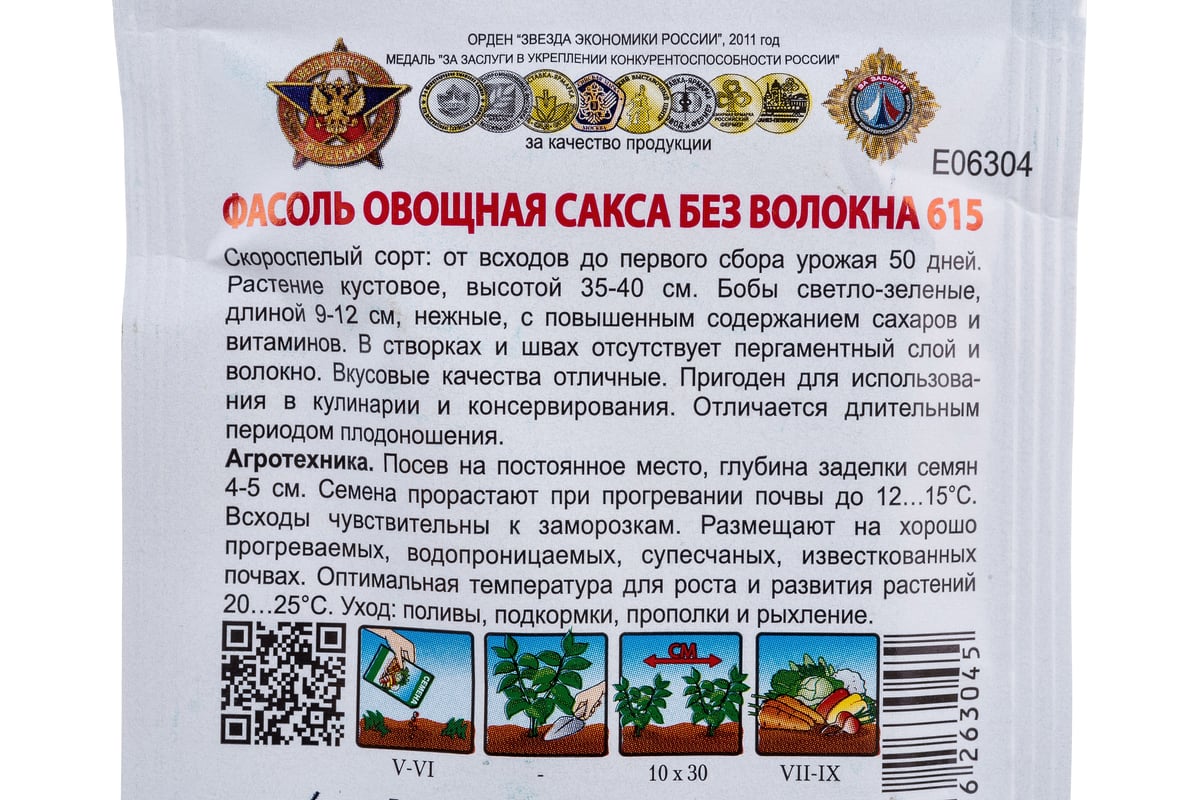 ОРДЕН "ЗВЕЗДА ЭКОНОМИКИ РОССИИ", 2011 год
МЕДАЛЬ "ЗА ЗАСЛУГИ В УКРЕПЛЕНИИ КОНКУРЕНТОСПОСОБНОСТИ РОССИИ"
РОССИИ
ЗА ЗАСЛУГИ
за качество продукции
E06304
ФАСОЛЬ ОВОЩНАЯ САКСА БЕЗ ВОЛОКНА 615
Скороспелый сорт: от всходов до первого сбора урожая 50 дней.
Растение кустовое, высотой 35-40 см. Бобы светло-зеленые,
длиной 9-12 см, нежные, с повышенным содержанием сахаров и
витаминов. В створках и швах отсутствует пергаментный слой и
волокно. Вкусовые качества отличные. Пригоден для использова-
ния в кулинарии и консервирования. Отличается длительным
периодом плодоношения.
Агротехника. Посев на постоянное место, глубина заделки семян
4-5 см. Семена прорастают при прогревании почвы до 12...15°С.
Всходы чувствительны к заморозкам. Размещают на хорошо
прогреваемых, водопроницаемых, супесчаных, известкованных
почвах. Оптимальная температура для роста и развития растений
20...25°С. Уход: поливы, подкормки, прополки и рыхление.
СЕМЕНА
СМ
V-VI
-
10 x 30
VII-IX
6 263045